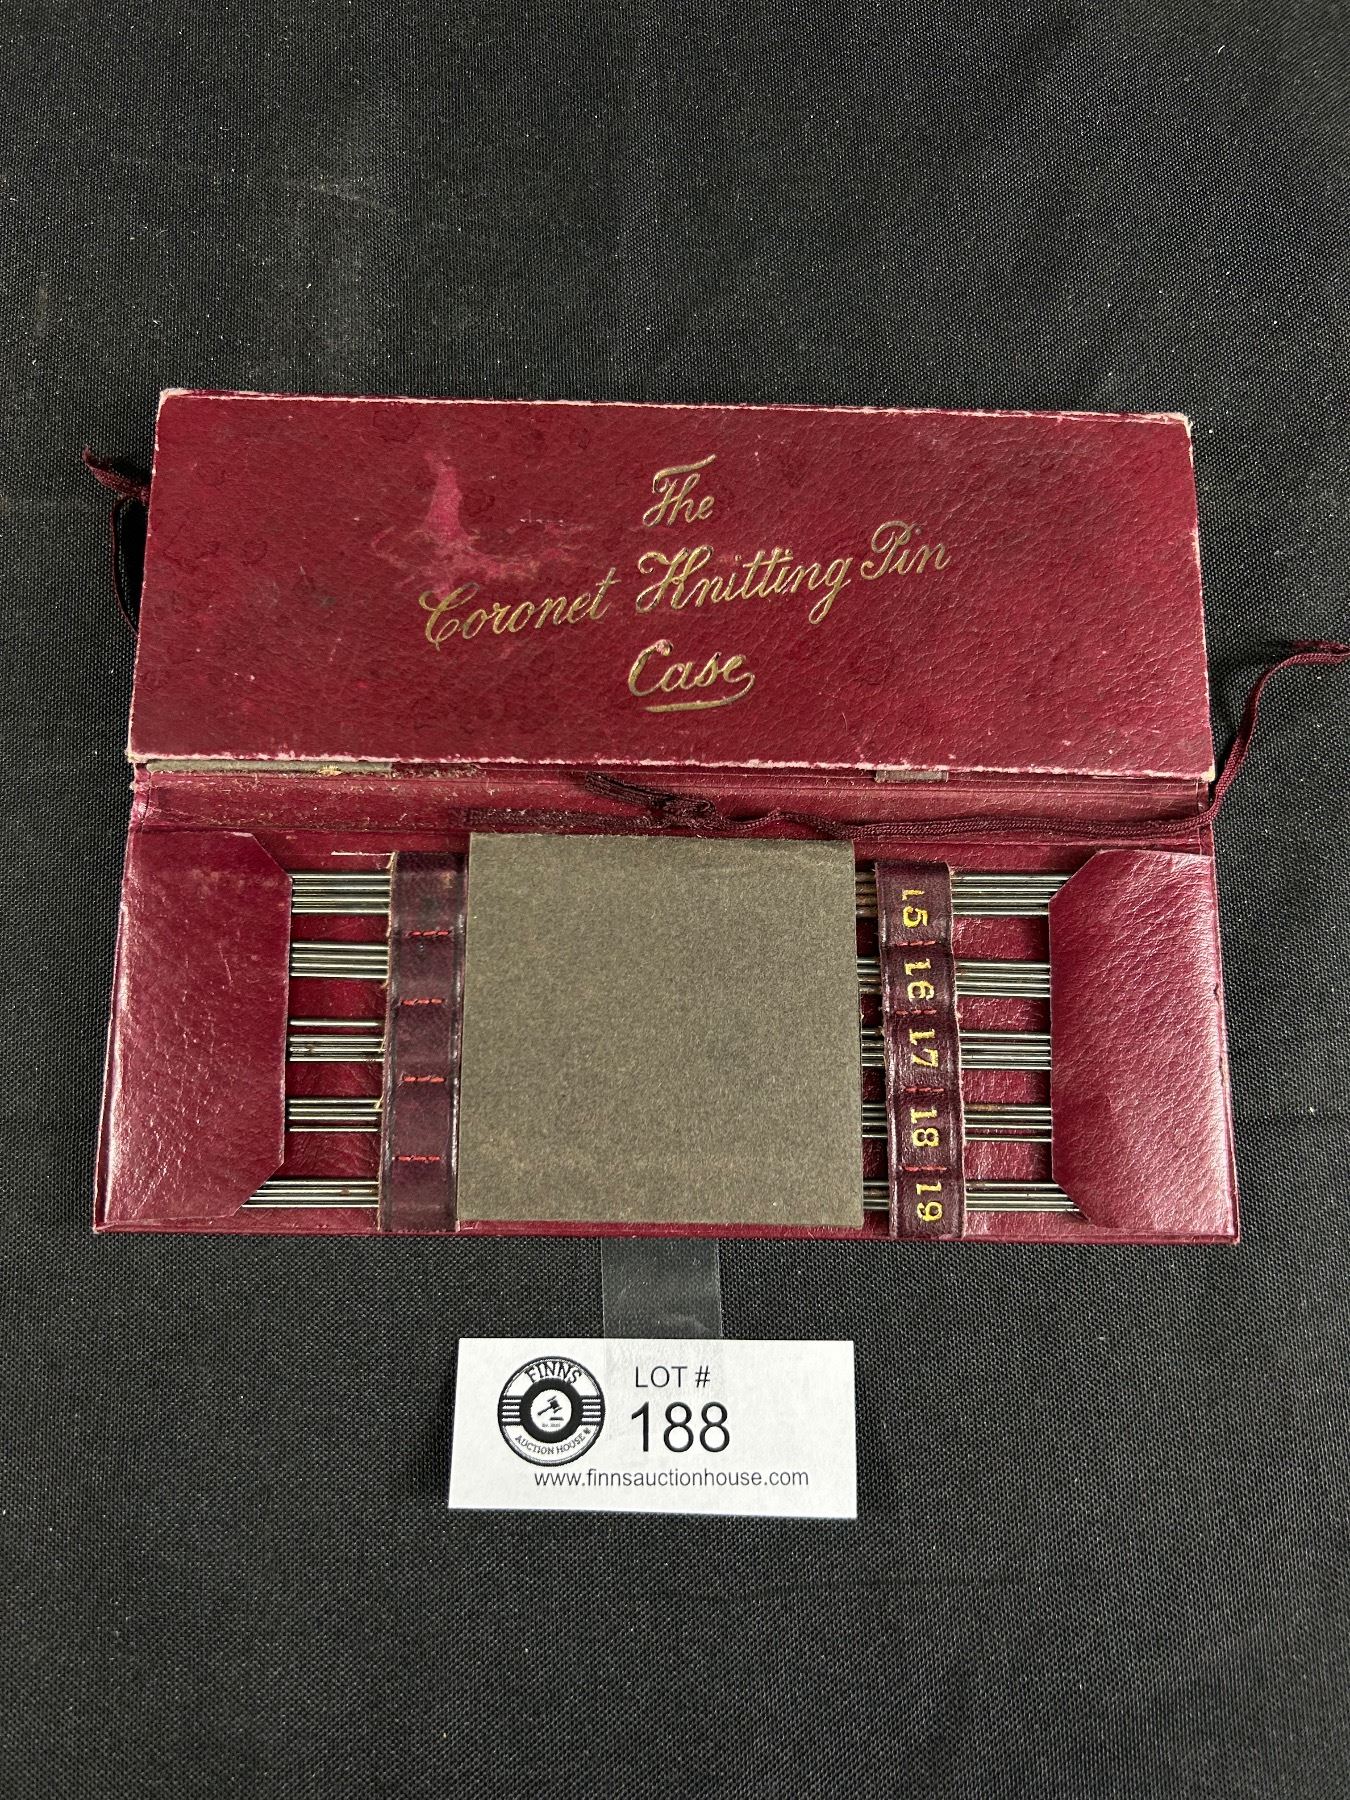 The
Coronet Knitting Pin
Case
15
16
17
18
19
FINNS
AUCTION HOUSE
LOT #
188
www.finnsauctionhouse.com